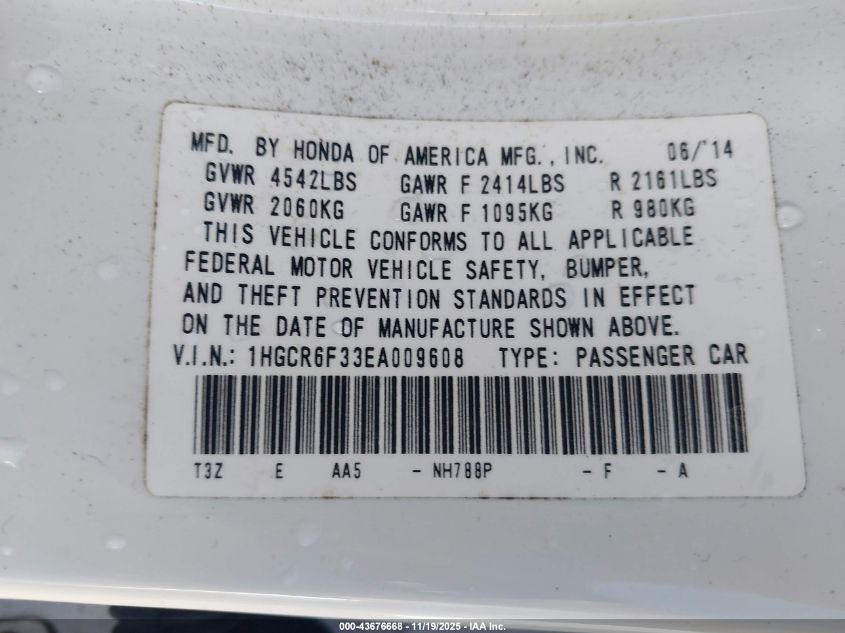 MFD. BY HONDA OF AMERICA MFG., INC. 06/'14
GVWR 4542LBS GAWR F 2414LBS R 2161LBS
GVWR 2060KG GAWR F 1095KG R 980KG
THIS VEHICLE CONFORMS TO ALL APPLICABLE
FEDERAL MOTOR VEHICLE SAFETY, BUMPER,
AND THEFT PREVENTION STANDARDS IN EFFECT
ON THE DATE OF MANUFACTURE SHOWN ABOVE.
V.I.N.: 1HGCR6F33EA009608 TYPE: PASSENGER CAR
T3Z E AA5 - NH788P - F - A
000-43676668 - 11/19/2025 - IAA Inc.